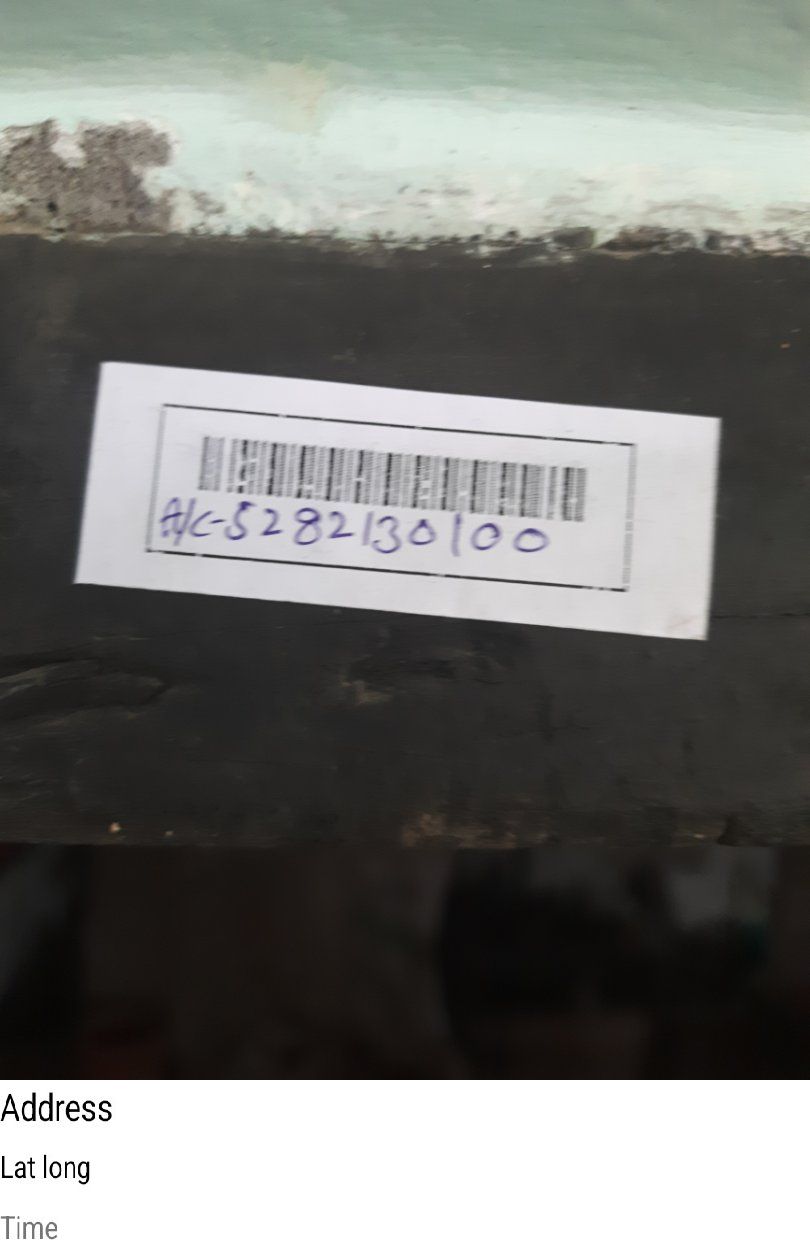 A/C-5282130100
Address
Lat long
Time